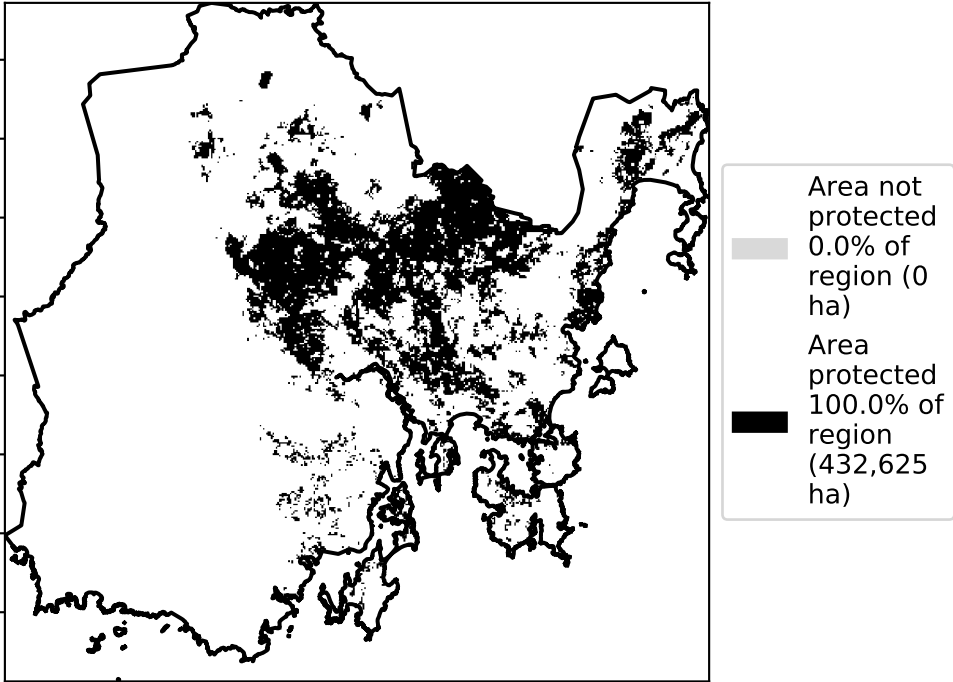 Area not
protected
0.0% of
region (0
ha)
Area
protected
100.0% of
region
(432,625
ha)